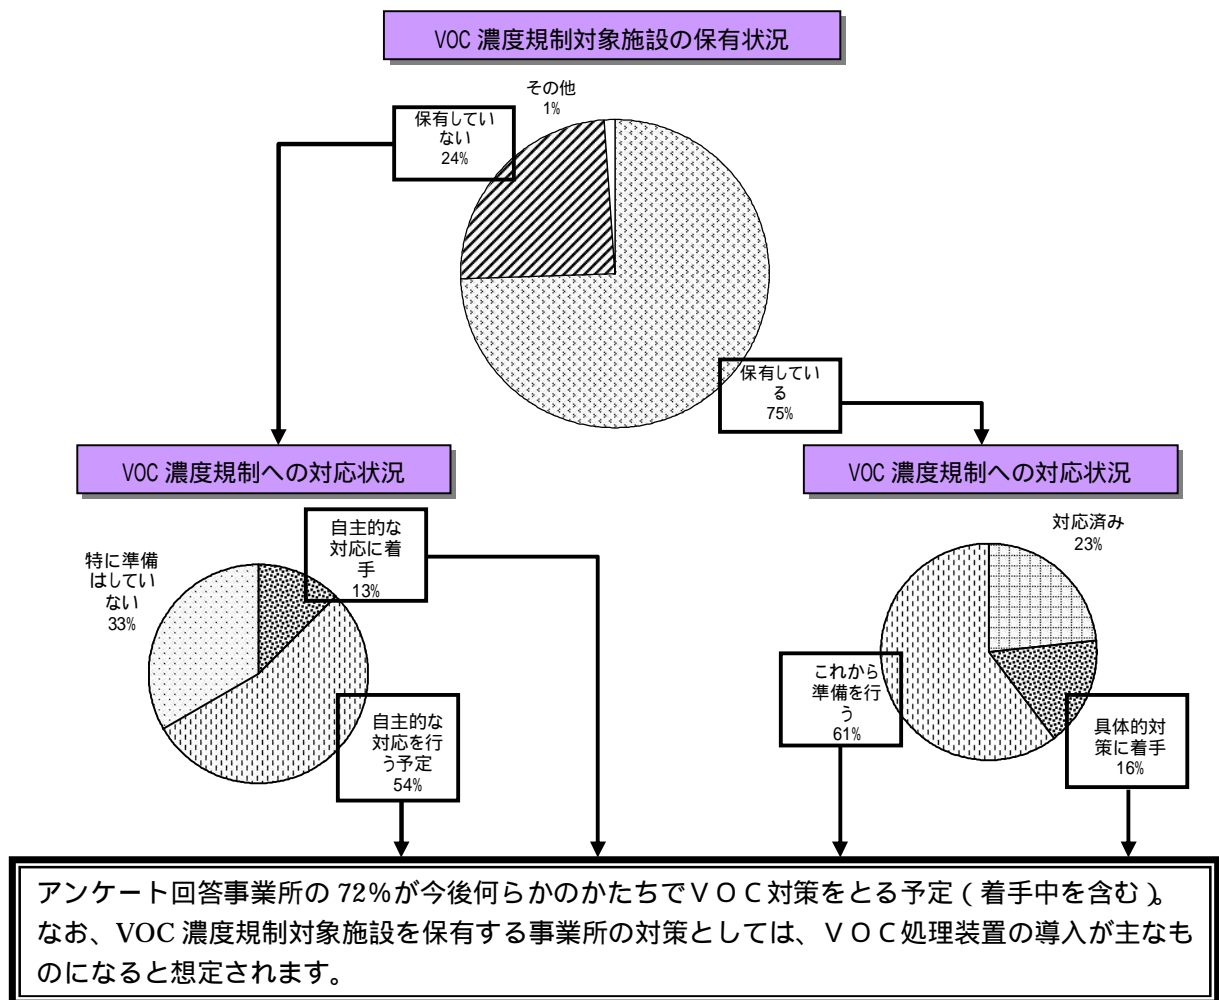 VOC 濃度規制対象施設の保有状況
その他
1%
保有してい
ない
24%
保有してい
る
75%
VOC 濃度規制への対応状況
VOC 濃度規制への対応状況
自主的な
対応に着
手
13%
特に準備
はしてい
ない
33%
自主的な
対応を行
う予定
54%
対応済み
23%
これから
準備を行
う
61%
具体的対
策に着手
16%
アンケート回答事業所の 72%が今後何らかのかたちでＶＯＣ対策をとる予定（着手中を含む）。
なお、VOC 濃度規制対象施設を保有する事業所の対策としては、ＶＯＣ処理装置の導入が主なも
のになると想定されます。